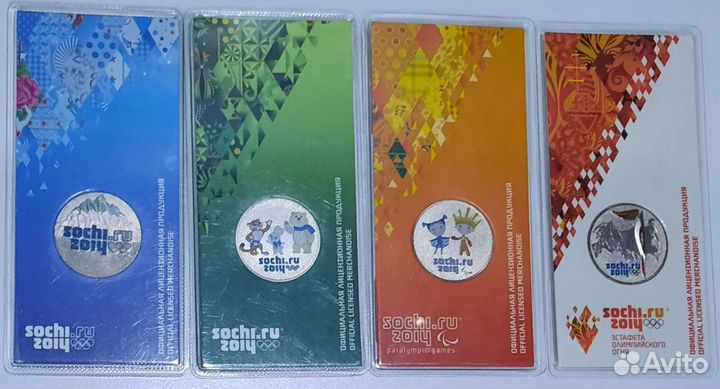 sochi.ru
2014
sochi.ru
2014
ОФИЦИАЛЬНАЯ ЛИЦЕНЗИОННАЯ ПРОДУКЦИЯ
OFFICIAL LICENSED MERCHANDISE
sochi.ru
2014
sochi.ru
2014
ОФИЦИАЛЬНАЯ ЛИЦЕНЗИОННАЯ ПРОДУКЦИЯ
OFFICIAL LICENSED MERCHANDISE
sochi.ru
2014
sochi.ru
2014
paralympic games
ОФИЦИАЛЬНАЯ ЛИЦЕНЗИОННАЯ ПРОДУКЦИЯ
OFFICIAL LICENSED MERCHANDISE
sochi.ru
2014
sochi.ru
2014
ЭСТАФЕТА
ОЛИМПИЙСКОГО
ОГНЯ
ОФИЦИАЛЬНАЯ ЛИЦЕНЗИОННАЯ ПРОДУКЦИЯ
OFFICIAL LICENSED MERCHANDISE
Avito